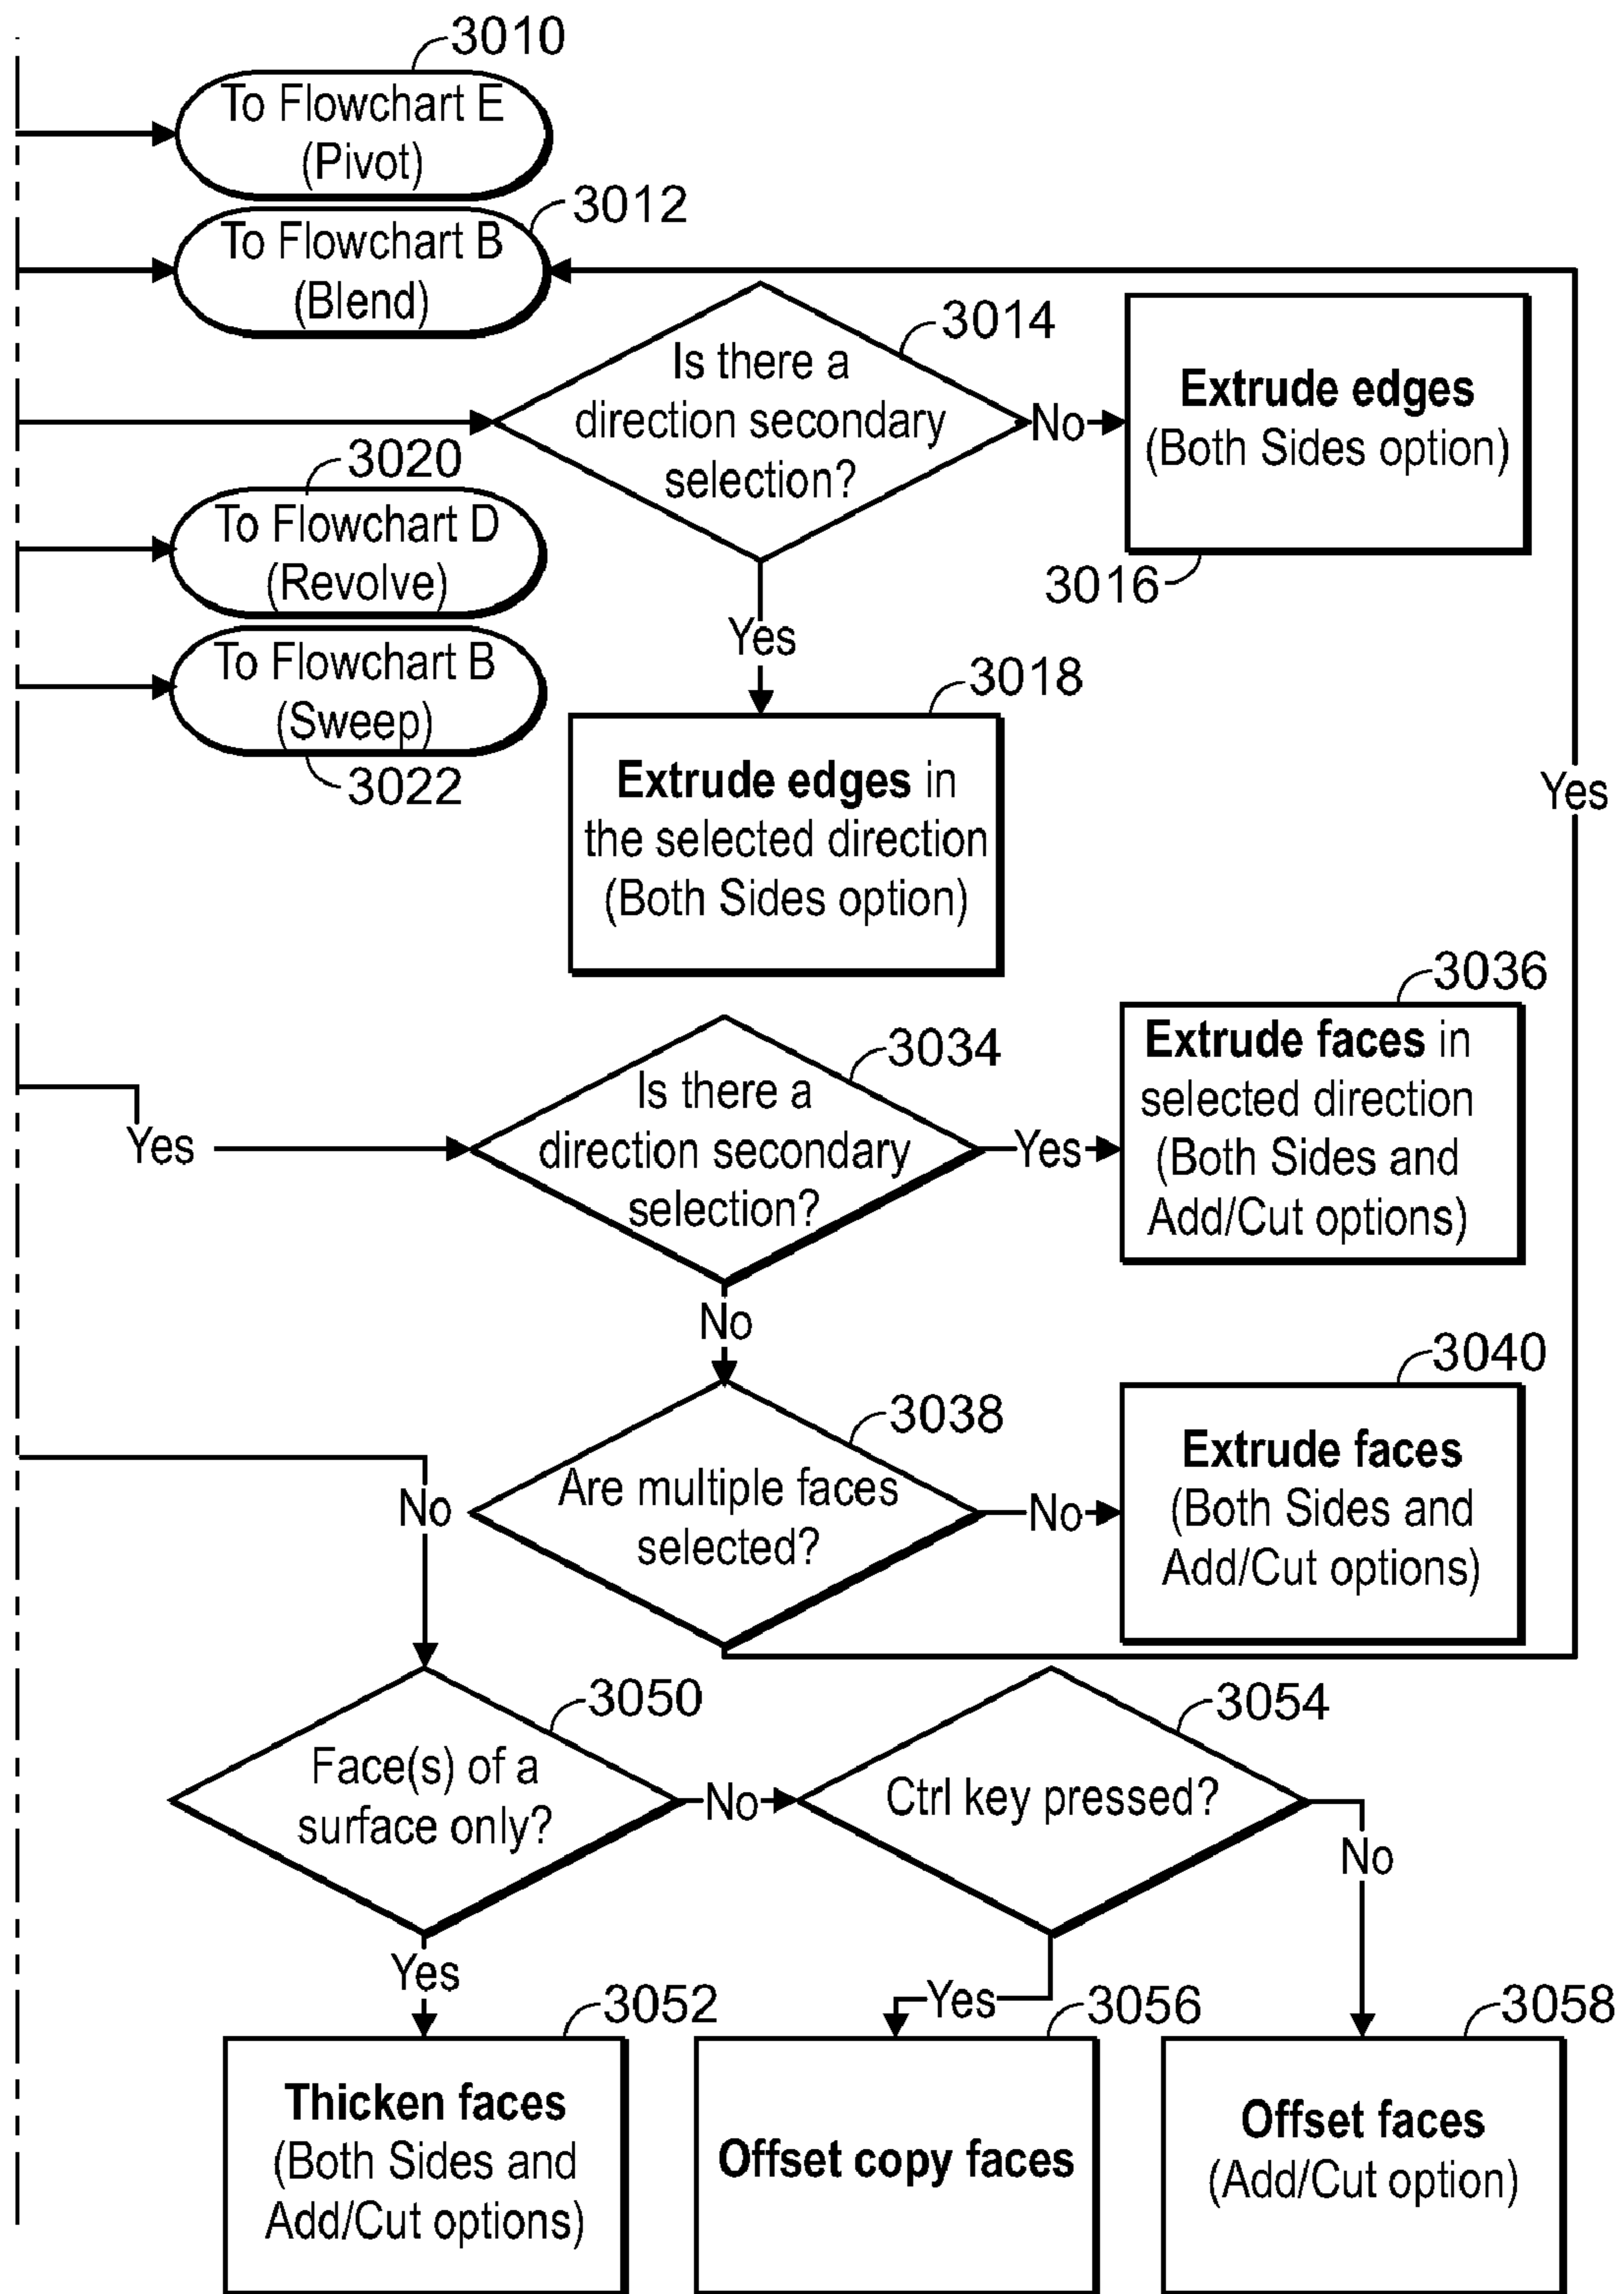 3010
To Flowchart E
(Pivot)
3012
To Flowchart B
(Blend)
3014
Is there a
direction secondary
selection?
No
Extrude edges
(Both Sides option)
3016
3020
To Flowchart D
(Revolve)
Yes
To Flowchart B
(Sweep)
3022
3018
Extrude edges in
the selected direction
(Both Sides option)
Yes
3034
Is there a
direction secondary
selection?
Yes
Yes
3036
Extrude faces in
selected direction
(Both Sides and
Add/Cut options)
No
3038
Are multiple faces
selected?
No
3040
Extrude faces
(Both Sides and
Add/Cut options)
No
3050
Face(s) of a
surface only?
No
3054
Ctrl key pressed?
No
Yes
Yes
3052
Thicken faces
(Both Sides and
Add/Cut options)
3056
Offset copy faces
3058
Offset faces
(Add/Cut option)